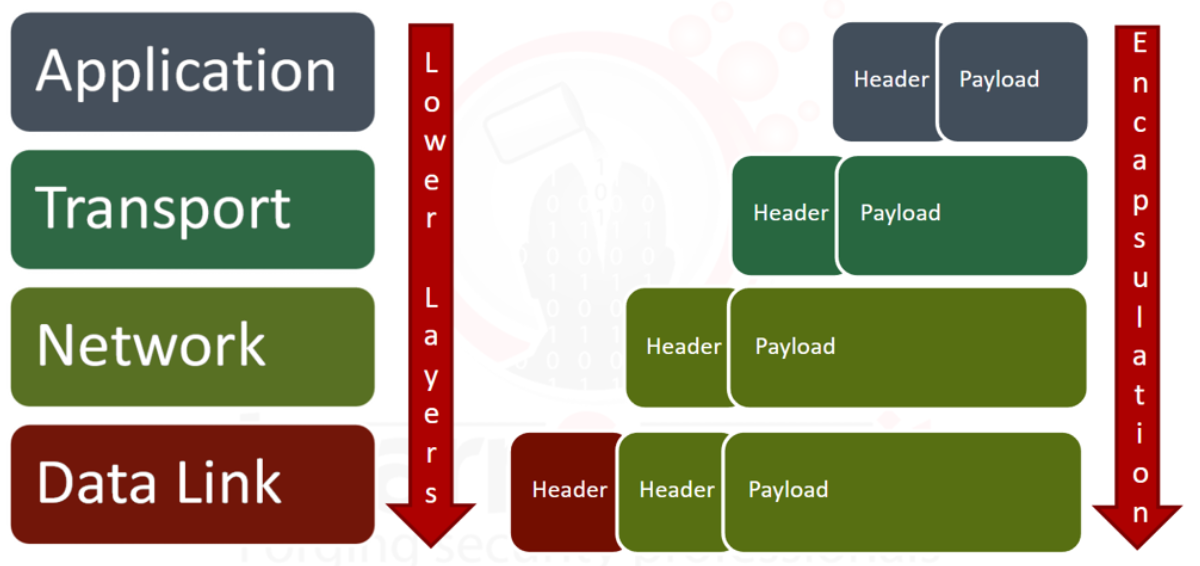 Application
Transport
Network
Data Link
Lower Layers
Header Payload
Header Payload
Header Payload
Header Header Payload
Encapsulation
Forging security professionals